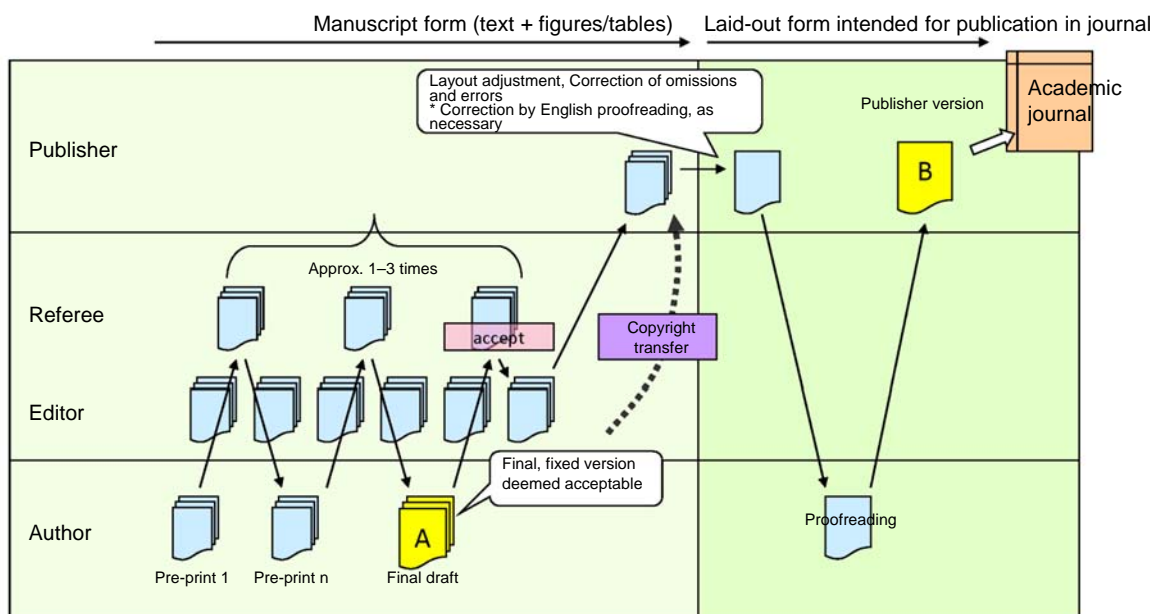 Manuscript form (text + figures/tables)
Laid-out form intended for publication in journal
Layout adjustment, Correction of omissions
and errors
* Correction by English proofreading, as
necessary
Publisher version
Academic
journal
Publisher
B
Approx. 1–3 times
Referee
accept
Copyright
transfer
Editor
Final, fixed version
deemed acceptable
Author
A
Proofreading
Pre-print 1
Pre-print n
Final draft